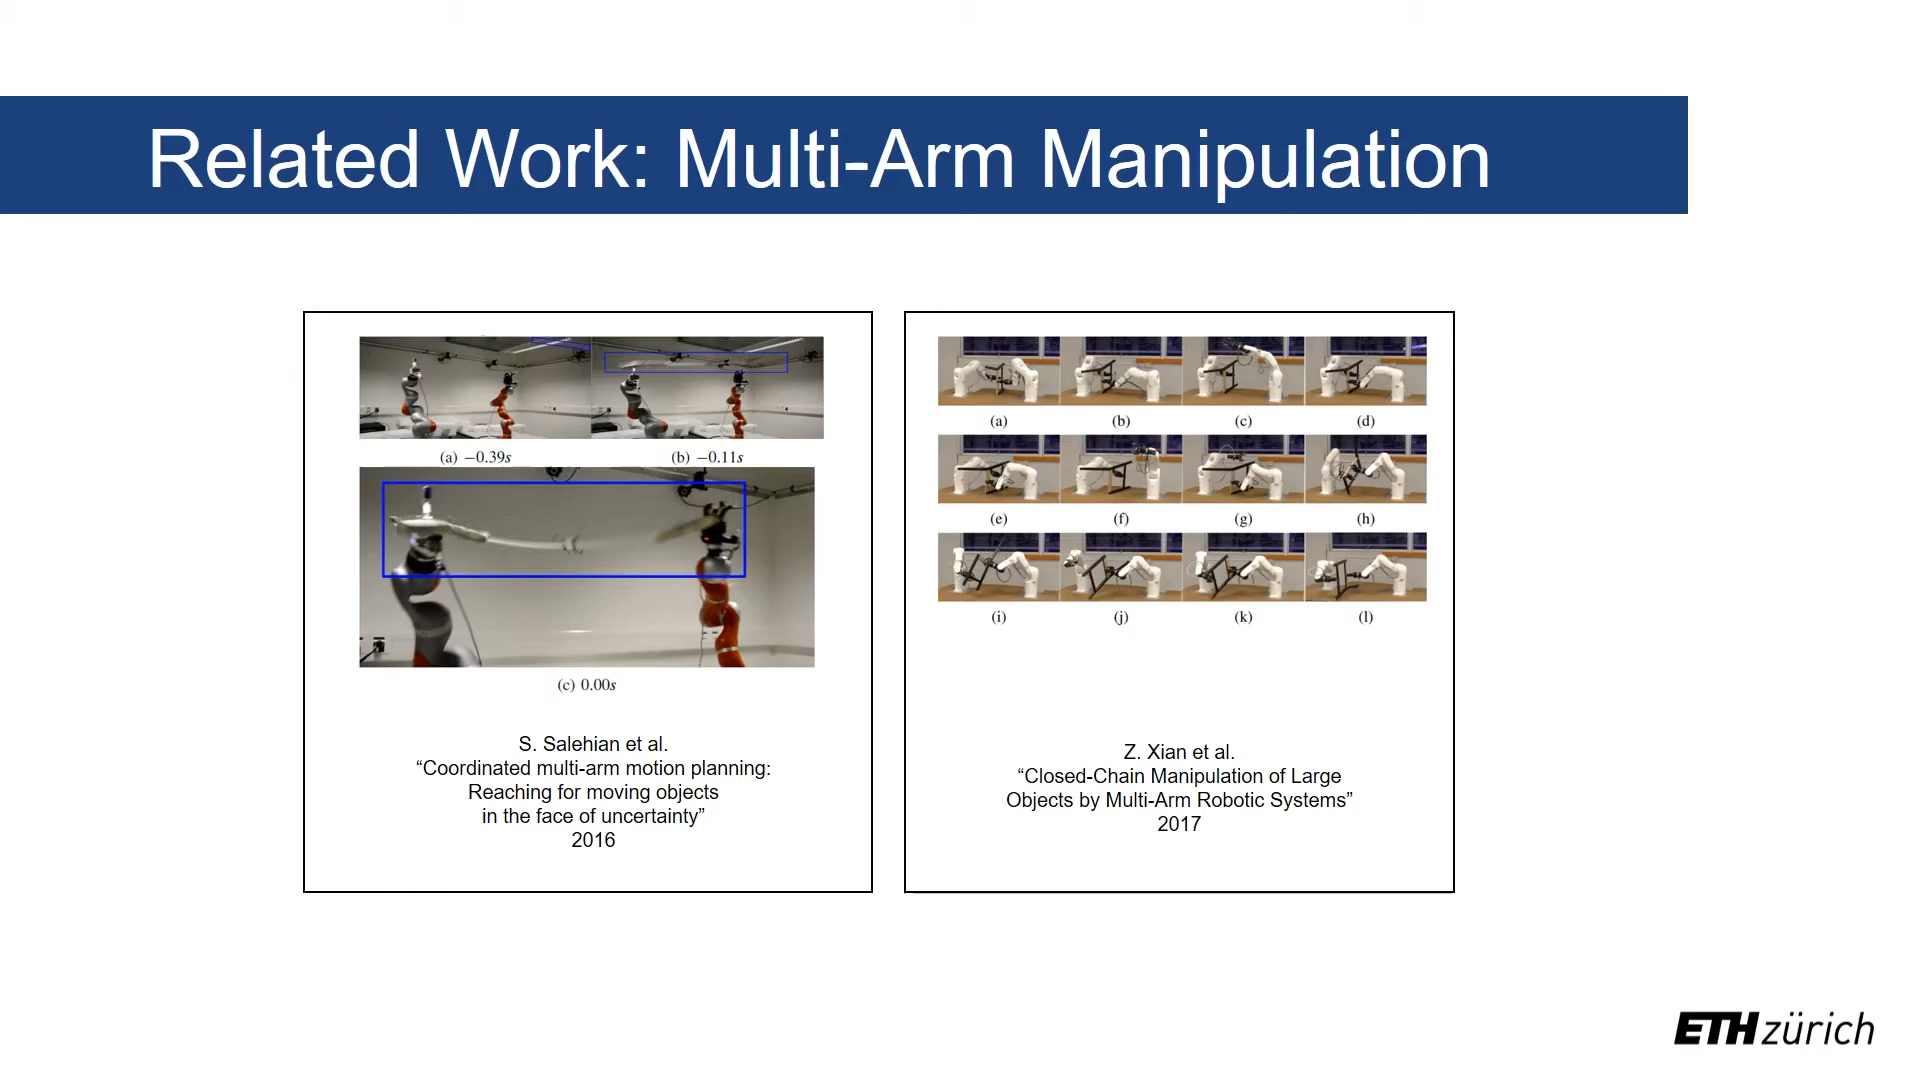 Related Work: Multi-Arm Manipulation
(a) −0.39s
(b) −0.11s
(c) 0.00s
S. Salehian et al.
“Coordinated multi-arm motion planning:
Reaching for moving objects
in the face of uncertainty”
2016
(a)
(b)
(c)
(d)
(e)
(f)
(g)
(h)
(i)
(j)
(k)
(l)
Z. Xian et al.
“Closed-Chain Manipulation of Large
Objects by Multi-Arm Robotic Systems”
2017
ETH zürich